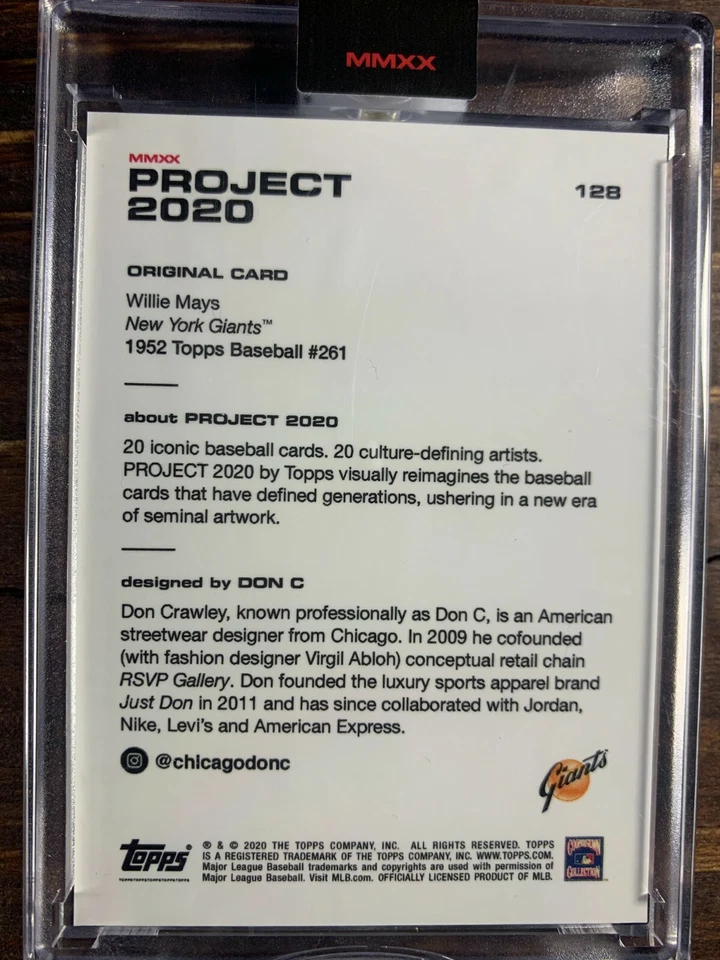 MMXX
MMXX
PROJECT
2020
128
ORIGINAL CARD
Willie Mays
New York Giants™
1952 Topps Baseball #261
about PROJECT 2020
20 iconic baseball cards. 20 culture-defining artists.
PROJECT 2020 by Topps visually reimagines the baseball
cards that have defined generations, ushering in a new era
of seminal artwork.
designed by DON C
Don Crawley, known professionally as Don C, is an American
streetwear designer from Chicago. In 2009 he cofounded
(with fashion designer Virgil Abloh) conceptual retail chain
RSVP Gallery. Don founded the luxury sports apparel brand
Just Don in 2011 and has since collaborated with Jordan,
Nike, Levi's and American Express.
@chicagodonc
Giants
Topps
TOPPSTOPPSTOPPSTOPPSTOPPS
® & © 2020 THE TOPPS COMPANY, INC. ALL RIGHTS RESERVED. TOPPS
IS A REGISTERED TRADEMARK OF THE TOPPS COMPANY, INC. WWW.TOPPS.COM.
Major League Baseball trademarks and copyrights are used with permission of
Major League Baseball. Visit MLB.com. OFFICIALLY LICENSED PRODUCT OF MLB.
COOPERSTOWN
COLLECTION